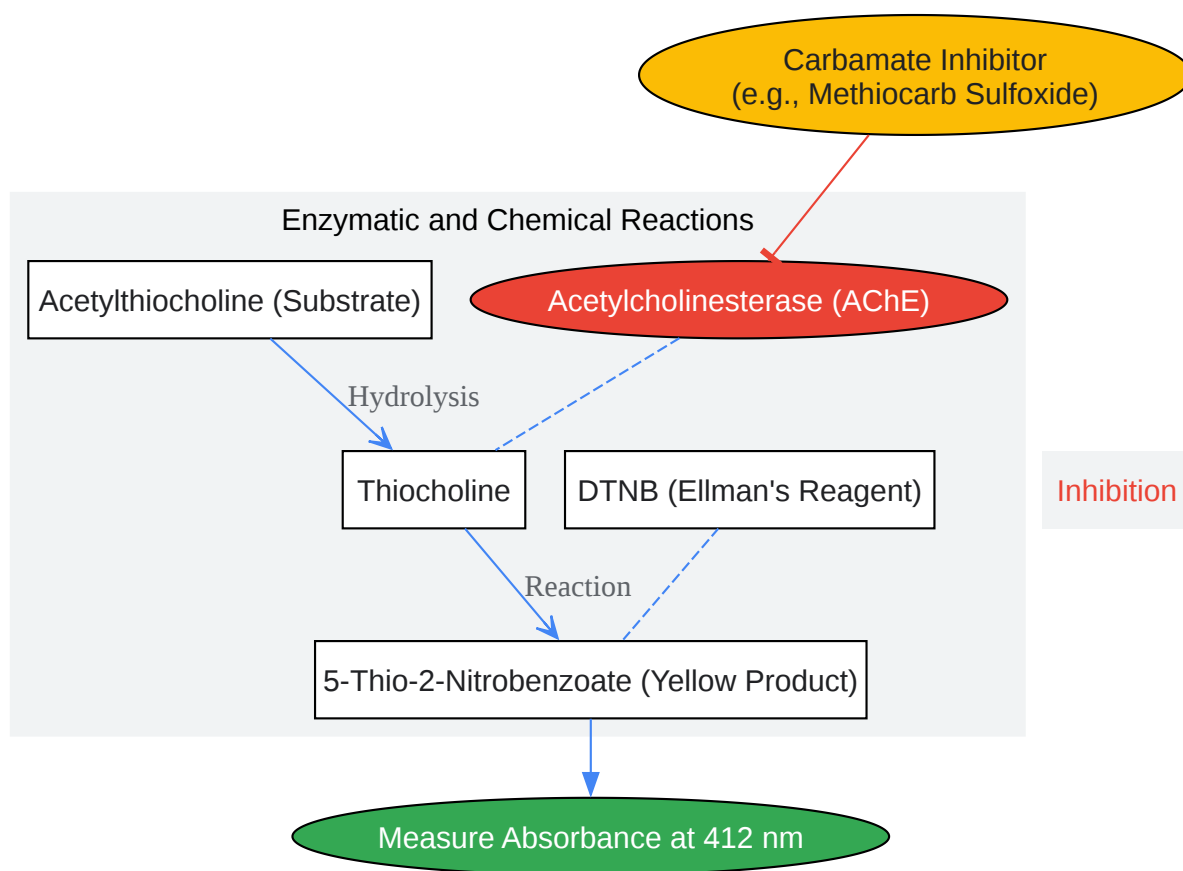 Carbamate Inhibitor
(e.g., Methiocarb Sulfoxide)
Enzymatic and Chemical Reactions
Acetylthiocholine (Substrate)
Acetylcholinesterase (AChE)
Hydrolysis
Thiocholine
DTNB (Ellman's Reagent)
Inhibition
Reaction
5-Thio-2-Nitrobenzoate (Yellow Product)
Measure Absorbance at 412 nm